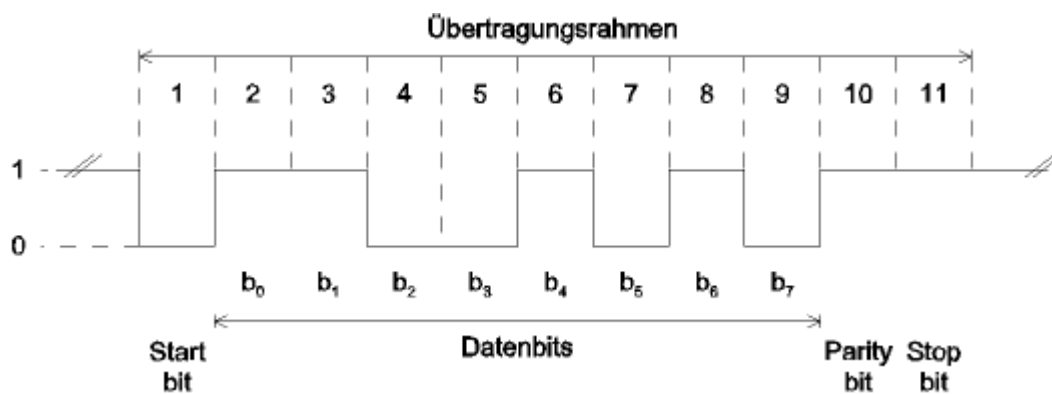 Übertragungsrahmen
1 2 3 4 5 6 7 8 9 10 11
1
0
b₀ b₁ b₂ b₃ b₄ b₅ b₆ b₇
Datenbits
Start bit
Parity bit
Stop bit